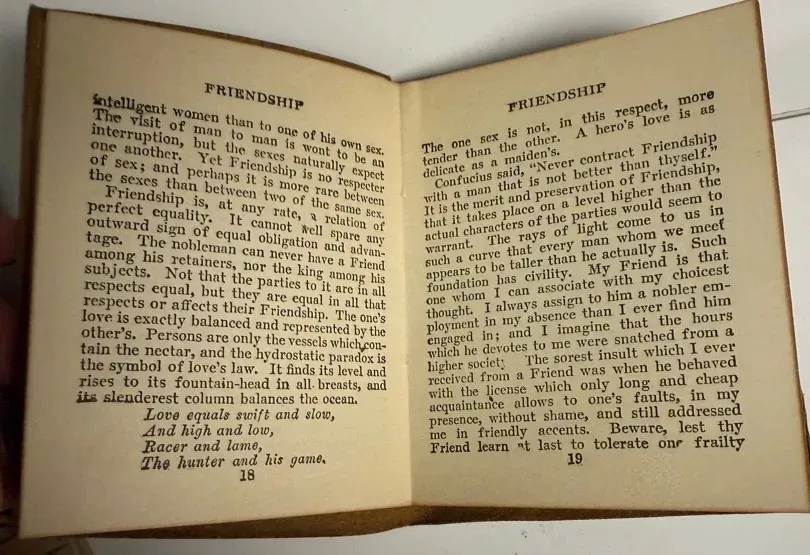 FRIENDSHIP
intelligent women than to one of his own sex.
The visit of man to man is wont to be an
interruption, but the sexes naturally expect
one another. Yet Friendship is no respecter
of sex; and perhaps it is more rare between
the sexes than between two of the same sex.
Friendship is, at any rate, a relation of
perfect equality. It cannot well spare any
outward sign of equal obligation and advan-
tage. The nobleman can never have a Friend
among his retainers, nor the king among his
subjects. Not that the parties to it are in all
respects equal, but they are equal in all that
respects or affects their Friendship. The one's
love is exactly balanced and represented by the
other's. Persons are only the vessels which con-
tain the nectar, and the hydrostatic paradox is
the symbol of love's law. It finds its level and
rises to its fountain-head in all breasts, and
its slenderest column balances the ocean.
Love equals swift and slow,
And high and low,
Racer and lame,
The hunter and his game.
18
FRIENDSHIP
The one sex is not, in this respect, more
tender than the other. A hero's love is as
delicate as a maiden's.
Confucius said, "Never contract Friendship
with a man that is not better than thyself."
It is the merit and preservation of Friendship,
that it takes place on a level higher than the
actual characters of the parties would seem to
warrant. The rays of light come to us in
such a curve that every man whom we meet
appears to be taller than he actually is. Such
foundation has civility. My Friend is that
one whom I can associate with my choicest
thought. I always assign to him a nobler em-
ployment in my absence than I ever find him
engaged in; and I imagine that the hours
which he devotes to me were snatched from a
higher society. The sorest insult which I ever
received from a Friend was when he behaved
with the license which only long and cheap
acquaintance allows to one's faults, in my
presence, without shame, and still addressed
me in friendly accents. Beware, lest thy
Friend learn at last to tolerate one frailty
19